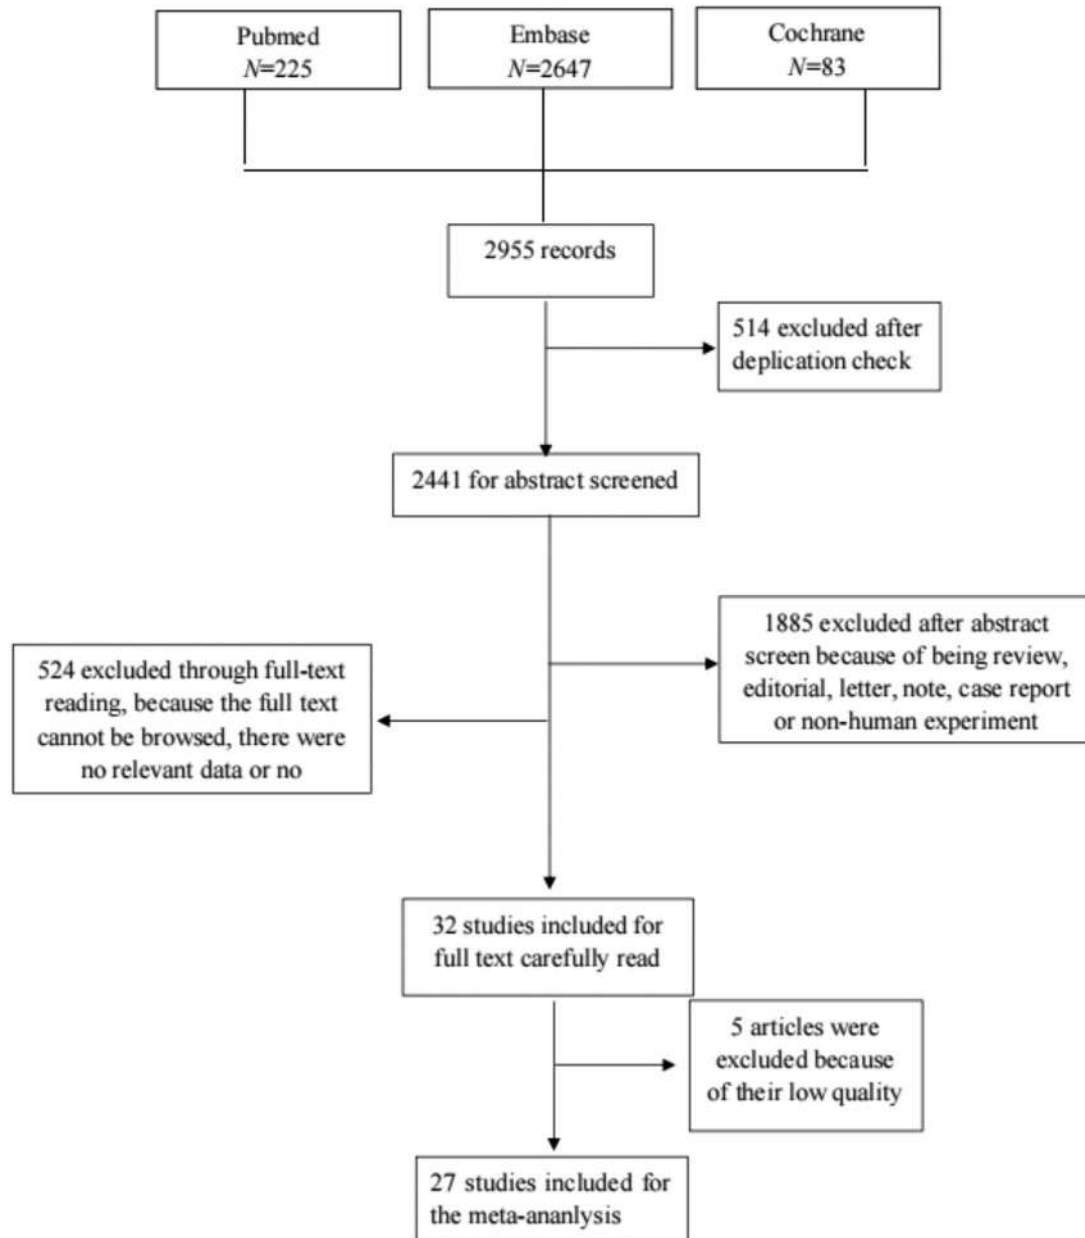 Pubmed
N=225
Embase
N=2647
Cochrane
N=83
2955 records
514 excluded after
deplication check
2441 for abstract screened
1885 excluded after abstract
screen because of being review,
editorial, letter, note, case report
or non-human experiment
524 excluded through full-text
reading, because the full text
cannot be browsed, there were
no relevant data or no
32 studies included for
full text carefully read
5 articles were
excluded because
of their low quality
27 studies included for
the meta-ananlysis